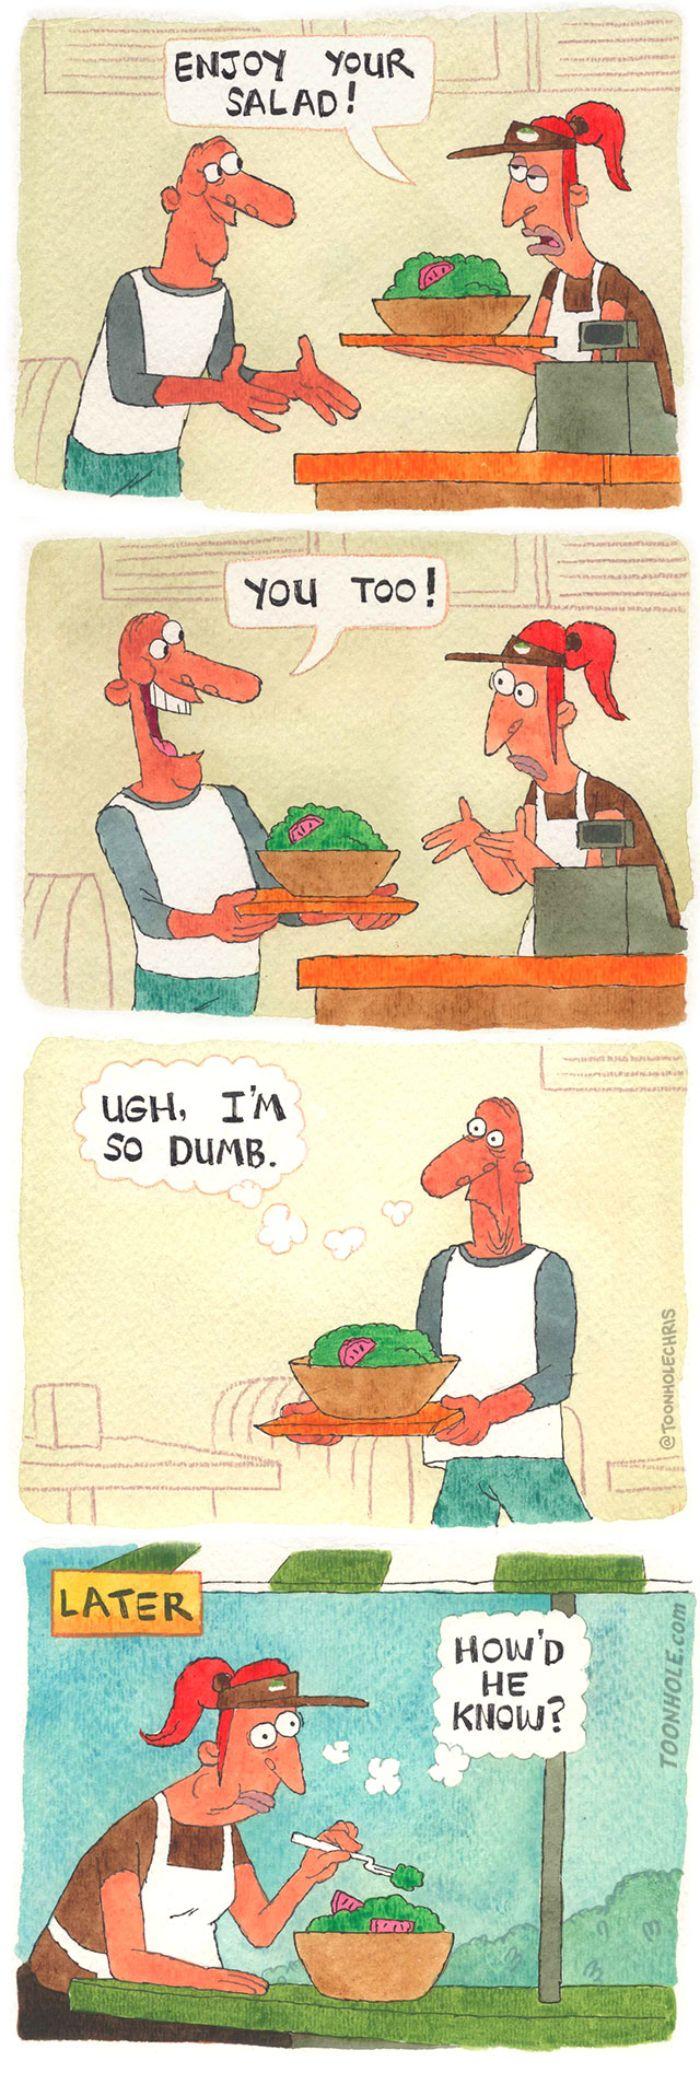 ENJOY YOUR
SALAD!
YOU TOO!
UGH, I'M
SO DUMB.
@TOONHOLECHRIS
LATER
HOW'D
HE
KNOW?
TOONHOLE.com